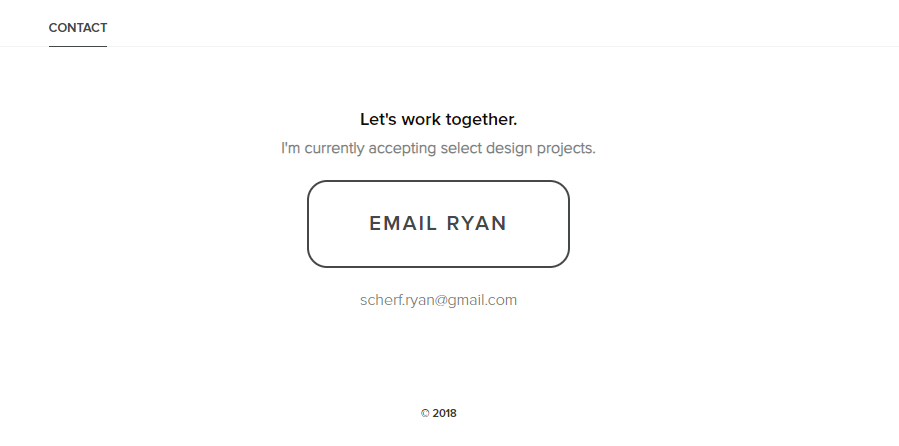 CONTACT
Let's work together.
I'm currently accepting select design projects.
EMAIL RYAN
scherf.ryan@gmail.com
© 2018